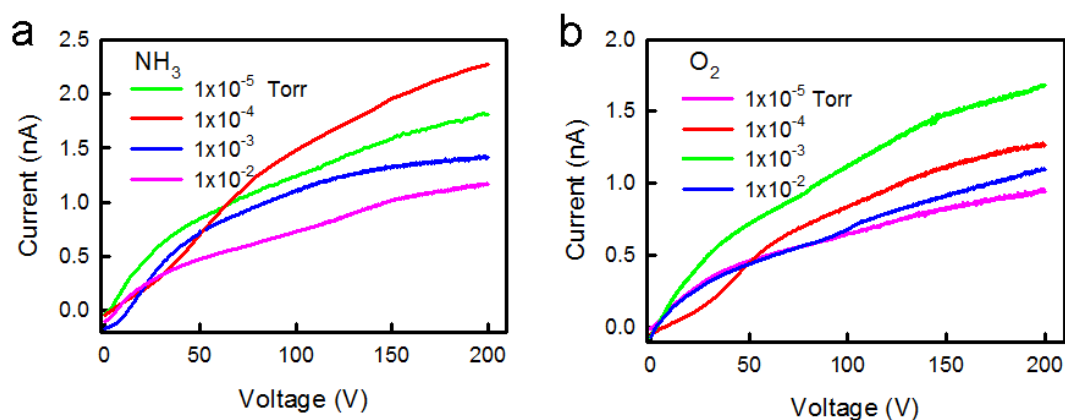 a
NH₃
1x10⁻⁵ Torr
1x10⁻⁴
1x10⁻³
1x10⁻²
2.5
2.0
1.5
1.0
0.5
0.0
Current (nA)
0 50 100 150 200
Voltage (V)
b
O₂
1x10⁻⁵ Torr
1x10⁻⁴
1x10⁻³
1x10⁻²
2.0
1.5
1.0
0.5
0.0
Current (nA)
0 50 100 150 200
Voltage (V)